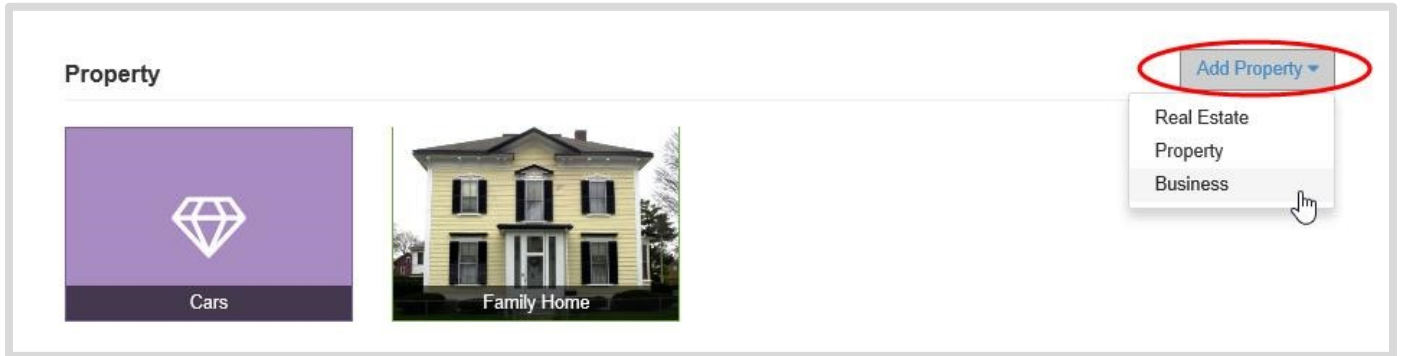 Property
Add Property
Real Estate
Property
Business
Cars
Family Home